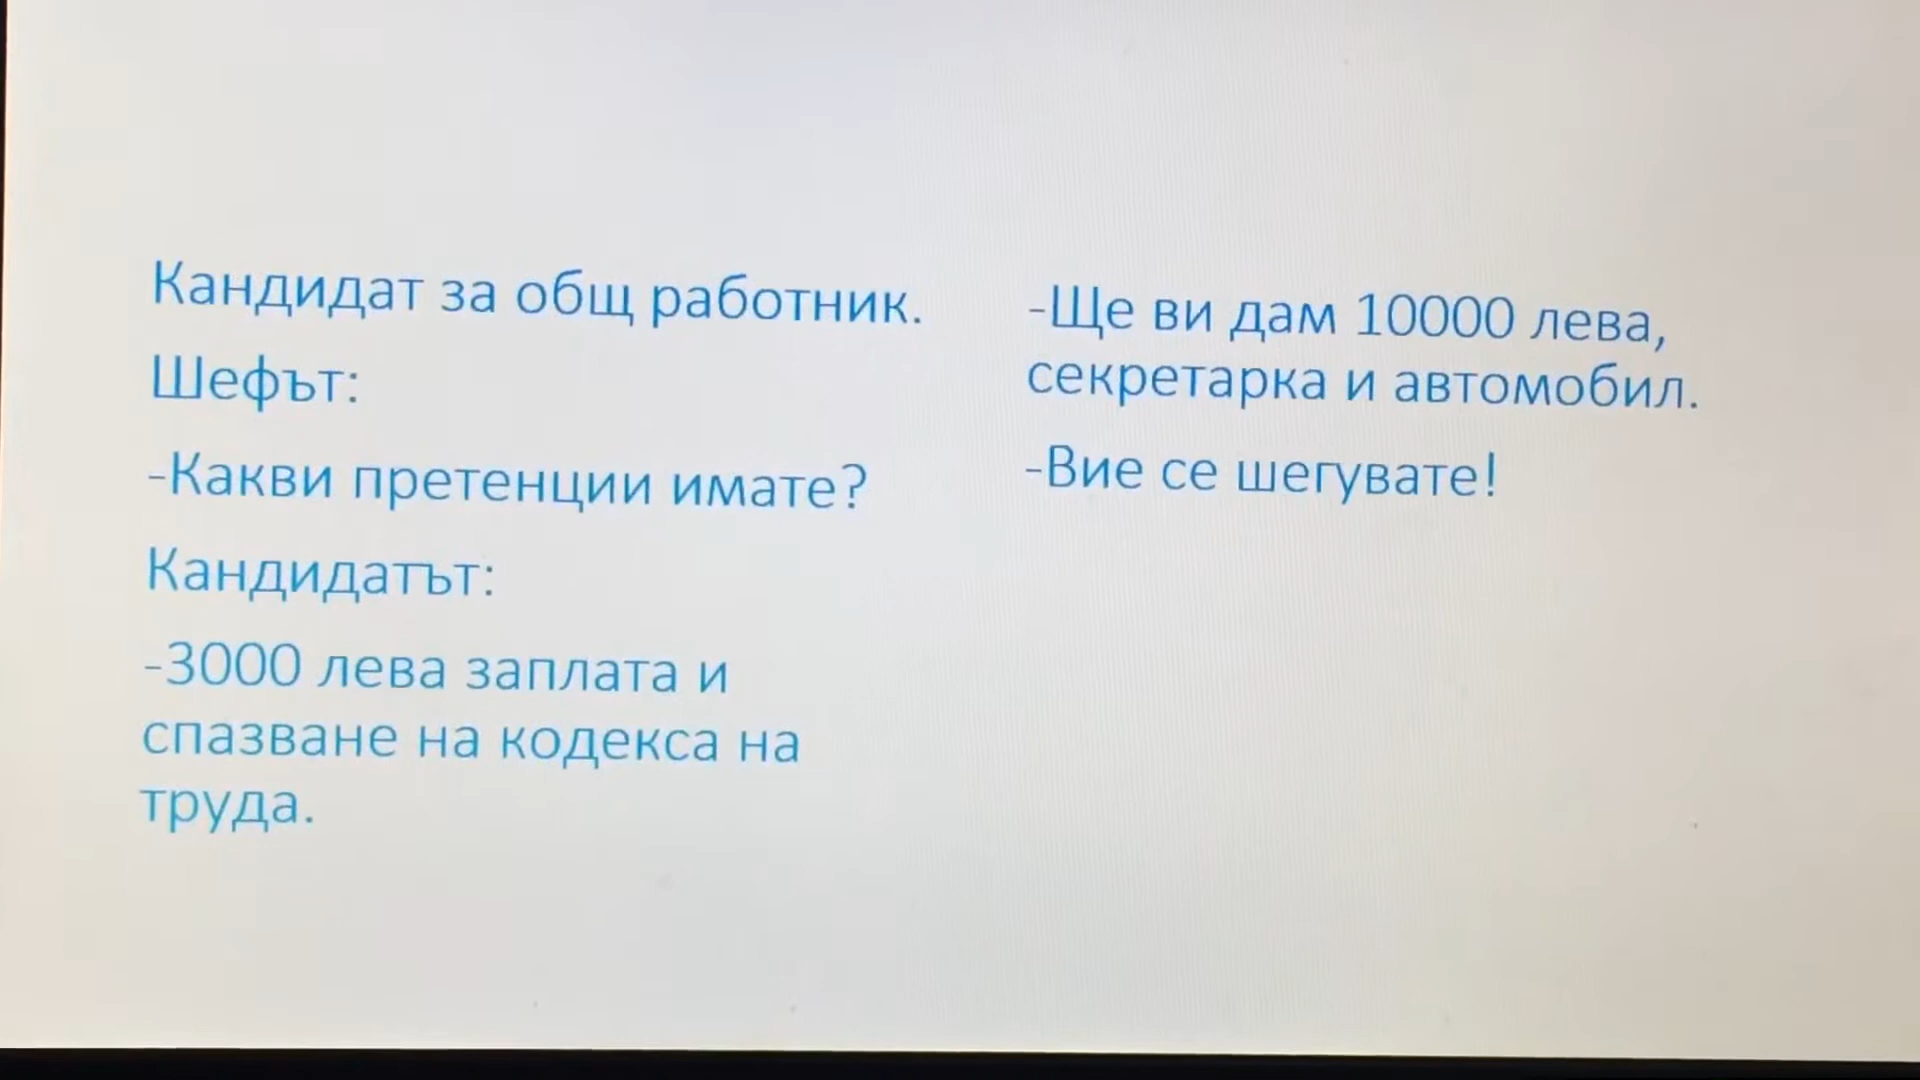 Кандидат за общ работник.
Шефът:
-Какви претенции имате?
Кандидатът:
-3000 лева заплата и
спазване на кодекса на
труда.
-Ще ви дам 10000 лева,
секретарка и автомобил.
-Вие се шегувате!